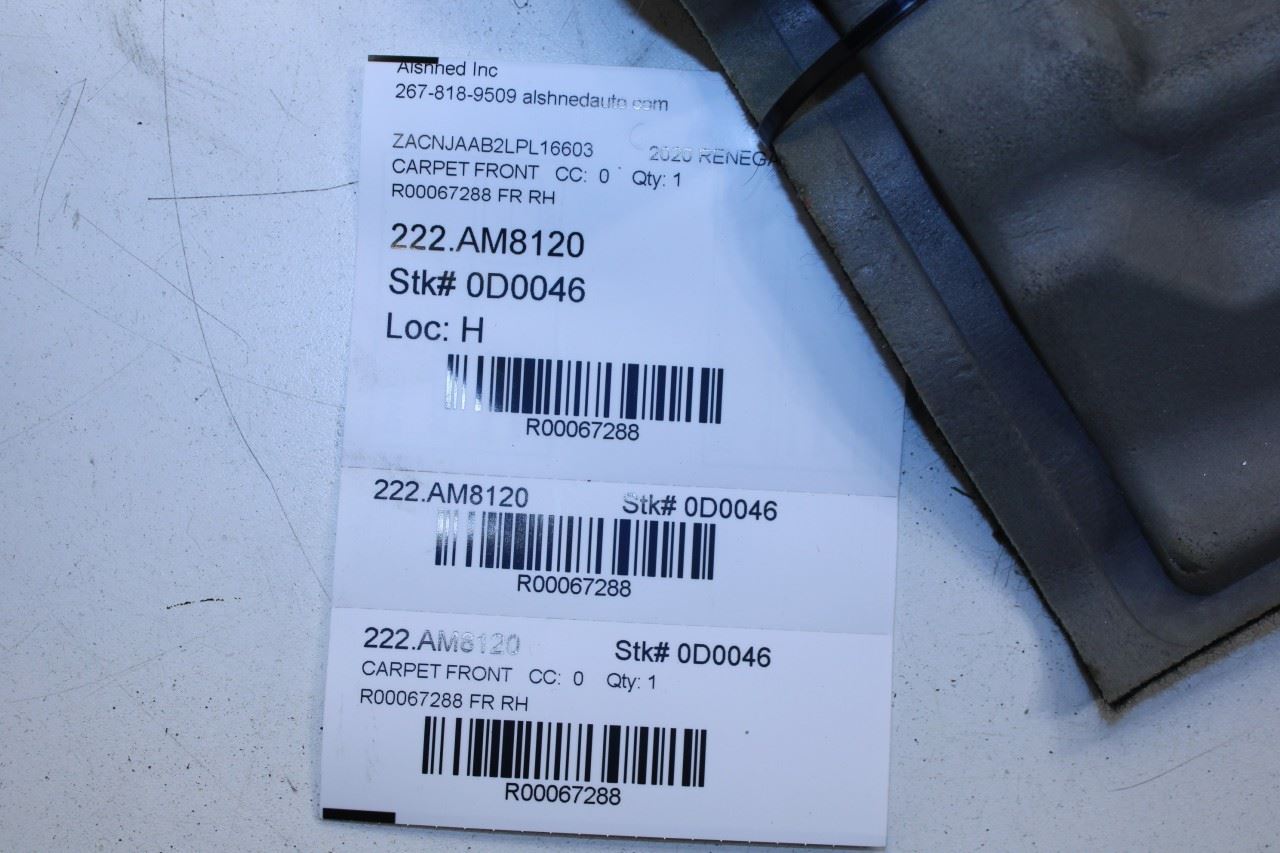 Alshned Inc
267-818-9509 alshnedauto.com
ZACNJAAB2LPL16603 2020 RENEGA
CARPET FRONT CC: 0 Qty: 1
R00067288 FR RH
222.AM8120
Stk# 0D0046
Loc: H
R00067288
222.AM8120 Stk# 0D0046
R00067288
222.AM8120 Stk# 0D0046
CARPET FRONT CC: 0 Qty: 1
R00067288 FR RH
R00067288